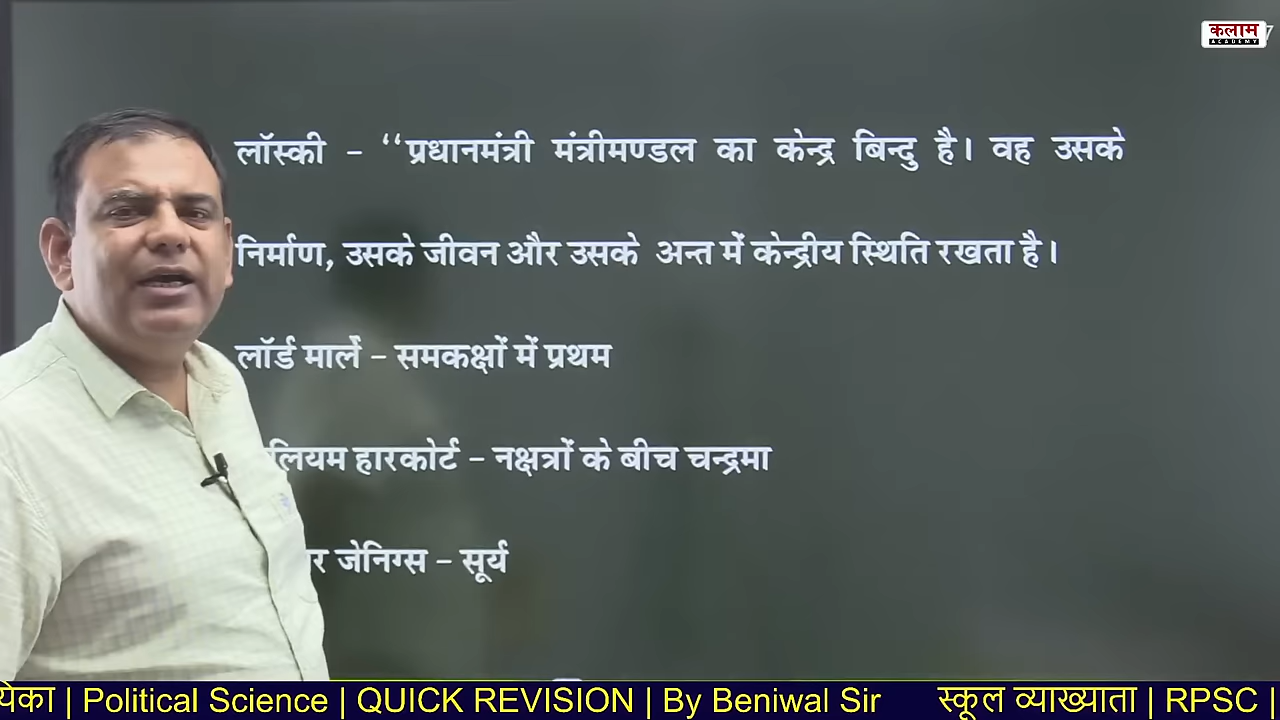 कलाम
ACADEMY
लॉस्की - “प्रधानमंत्री मंत्रीमण्डल का केन्द्र बिन्दु है। वह उसके
निर्माण, उसके जीवन और उसके अन्त में केन्द्रीय स्थिति रखता है।
लॉर्ड मार्ले - समकक्षों में प्रथम
हारकोर्ट - नक्षत्रों के बीच चन्द्रमा
जेनिग्स - सूर्य
| Political Science | QUICK REVISION | By Beniwal Sir स्कूल व्याख्याता | RPSC |